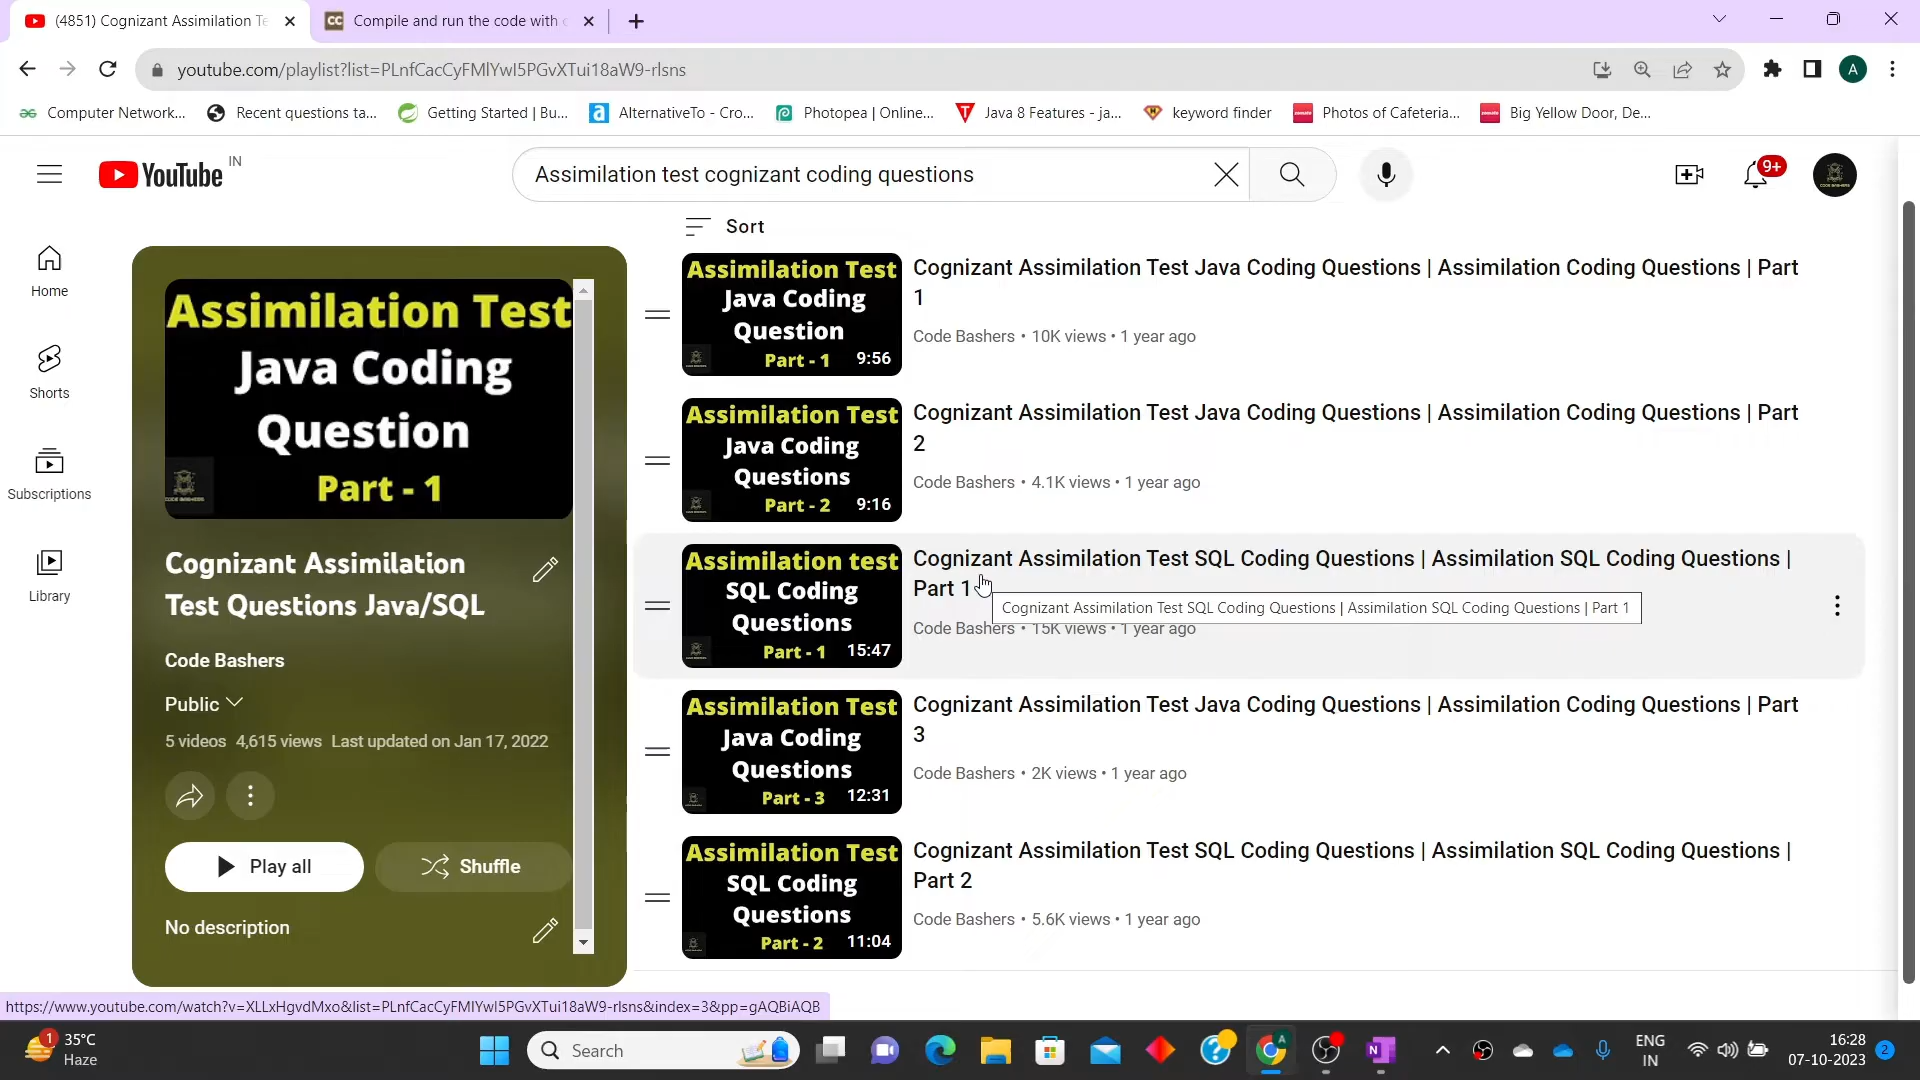 (4851) Cognizant Assimilation Te
Compile and run the code with
youtube.com/playlist?list=PLnfCacCyFMlYwI5PGvXTui18aW9-rlsns
A
Computer Network...
Recent questions ta...
Getting Started | Bu...
AlternativeTo - Cro...
Photopea | Online...
Java 8 Features - ja...
keyword finder
Photos of Cafeteria...
Big Yellow Door, De...
YouTube IN
Assimilation test cognizant coding questions
9+
Sort
Home
Shorts
Subscriptions
Library
Assimilation Test
Java Coding
Question
Part - 1
Cognizant Assimilation
Test Questions Java/SQL
Code Bashers
Public
5 videos 4,615 views Last updated on Jan 17, 2022
Play all
Shuffle
No description
Assimilation Test
Java Coding
Question
Part - 1 9:56
Cognizant Assimilation Test Java Coding Questions | Assimilation Coding Questions | Part
1
Code Bashers • 10K views • 1 year ago
Assimilation Test
Java Coding
Questions
Part - 2 9:16
Cognizant Assimilation Test Java Coding Questions | Assimilation Coding Questions | Part
2
Code Bashers • 4.1K views • 1 year ago
Assimilation test
SQL Coding
Questions
Part - 1 15:47
Cognizant Assimilation Test SQL Coding Questions | Assimilation SQL Coding Questions |
Part 1
Cognizant Assimilation Test SQL Coding Questions | Assimilation SQL Coding Questions | Part 1
Code Bashers • 15K views • 1 year ago
Assimilation Test
Java Coding
Questions
Part - 3 12:31
Cognizant Assimilation Test Java Coding Questions | Assimilation Coding Questions | Part
3
Code Bashers • 2K views • 1 year ago
Assimilation Test
SQL Coding
Questions
Part - 2 11:04
Cognizant Assimilation Test SQL Coding Questions | Assimilation SQL Coding Questions |
Part 2
Code Bashers • 5.6K views • 1 year ago
https://www.youtube.com/watch?v=XLLxHgvdMxo&list=PLnfCacCyFMlYwI5PGvXTui18aW9-rlsns&index=3&pp=gAQBiAQB
1
35°C
Haze
Search
ENG
IN
16:28
07-10-2023
2